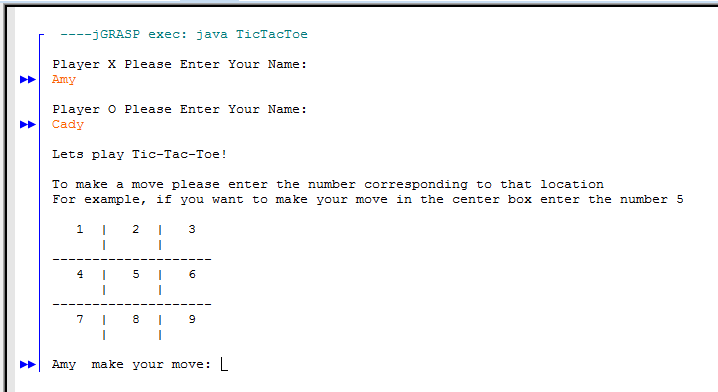 ----jGRASP exec: java TicTacToe
Player X Please Enter Your Name:
Amy
Player O Please Enter Your Name:
Cady
Lets play Tic-Tac-Toe!
To make a move please enter the number corresponding to that location
For example, if you want to make your move in the center box enter the number 5
1 | 2 | 3
| |
--------------------
4 | 5 | 6
| |
--------------------
7 | 8 | 9
| |
Amy  make your move: